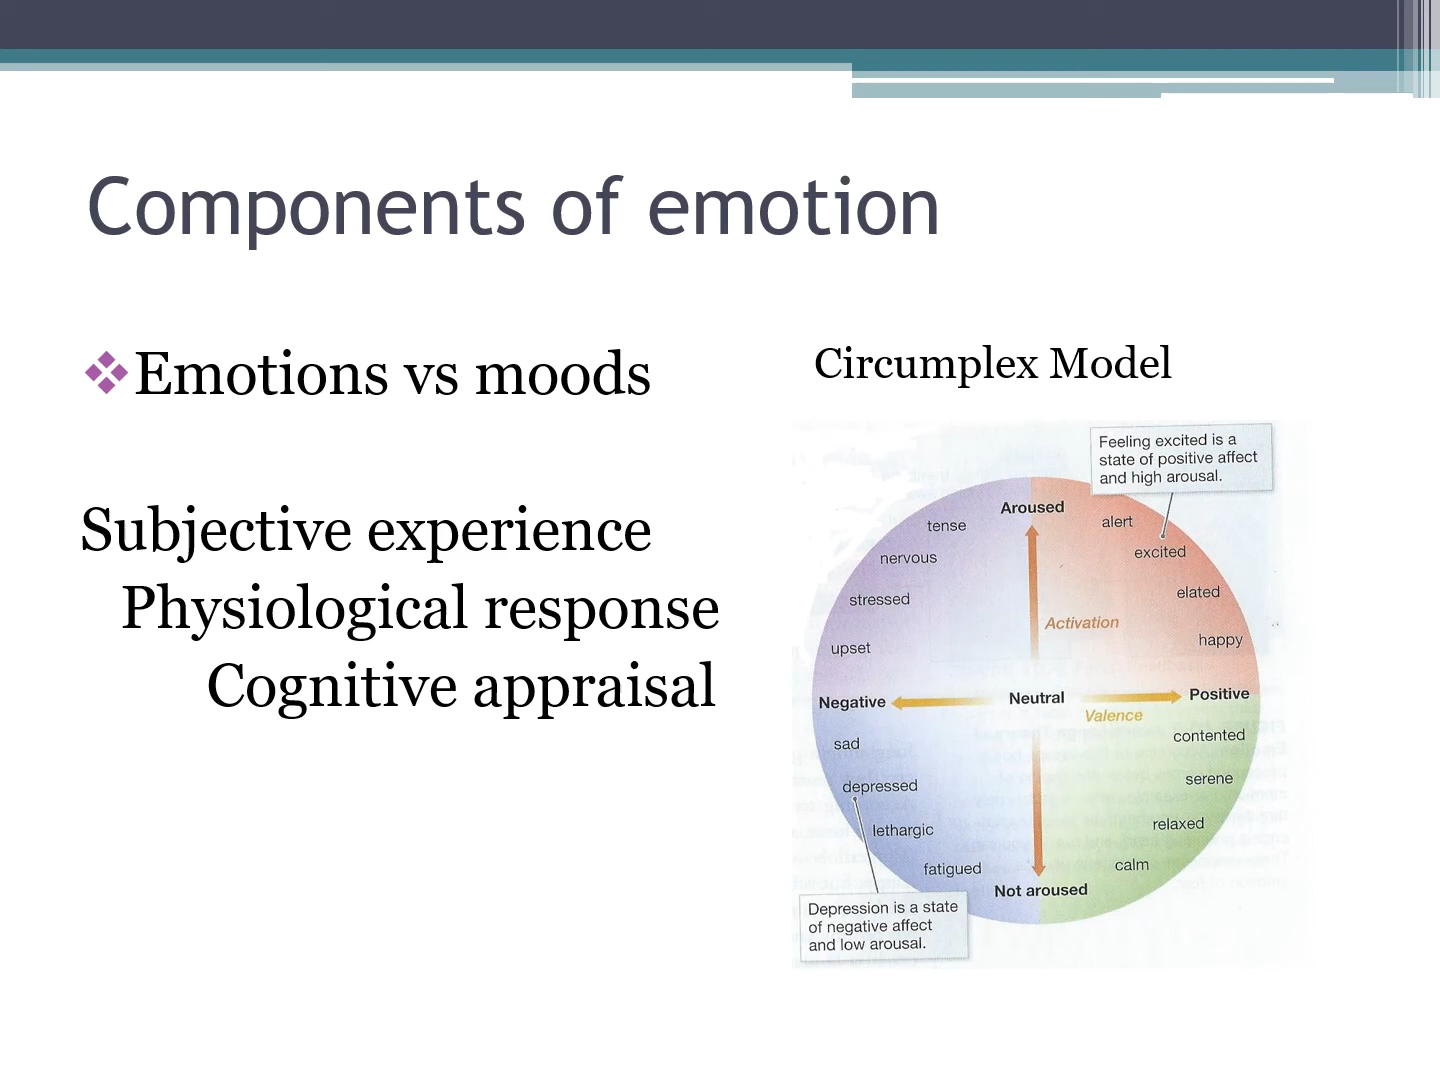 Components of emotion
Emotions vs moods
Subjective experience
Physiological response
Cognitive appraisal
Circumplex Model
Feeling excited is a
state of positive affect
and high arousal.
Aroused
tense
alert
nervous
excited
stressed
elated
Activation
upset
happy
Negative
Neutral
Positive
Valence
sad
contented
depressed
serene
lethargic
relaxed
fatigued
calm
Not aroused
Depression is a state
of negative affect
and low arousal.